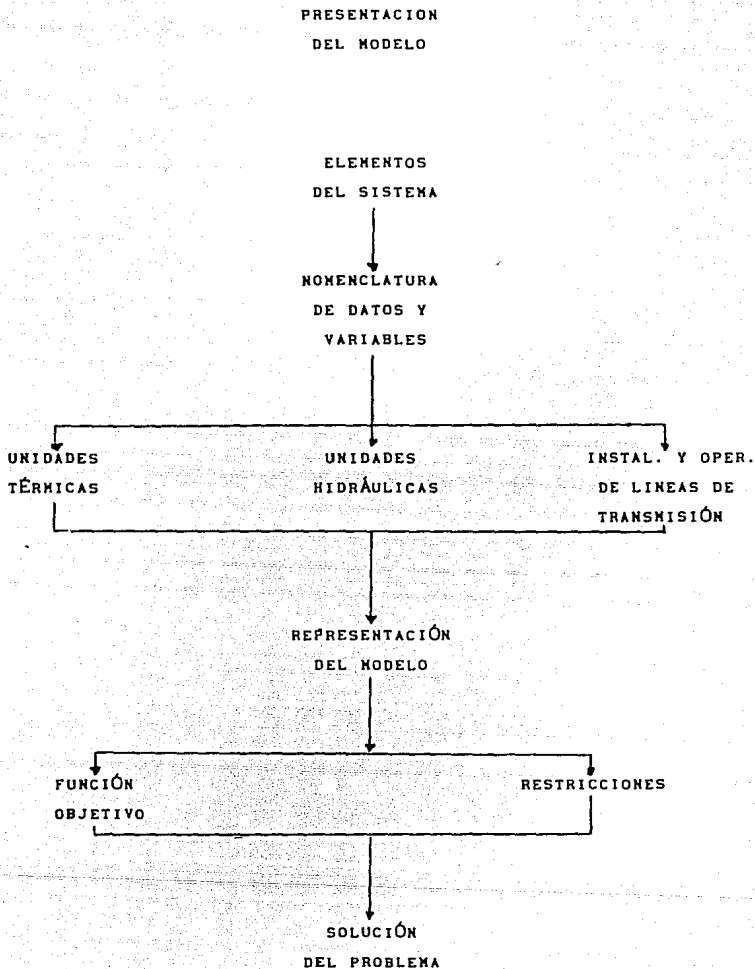 PRESENTACION
DEL MODELO
ELEMENTOS
DEL SISTEMA
NOMENCLATURA
DE DATOS Y
VARIABLES
UNIDADES
TÉRMICAS
UNIDADES
HIDRÁULICAS
INSTAL. Y OPER.
DE LINEAS DE
TRANSMISIÓN
REPRESENTACIÓN
DEL MODELO
FUNCIÓN
OBJETIVO
RESTRICCIONES
SOLUCIÓN
DEL PROBLEMA